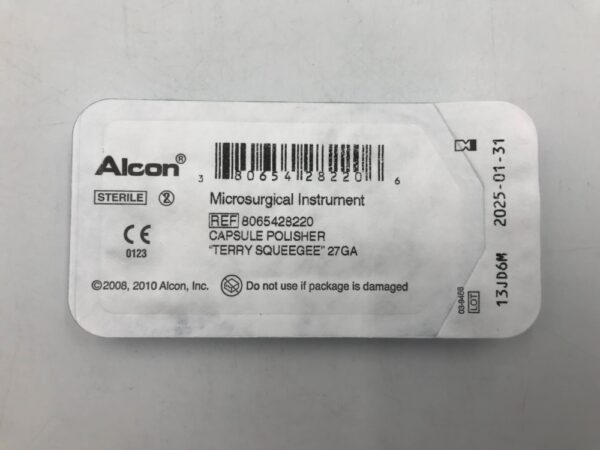 Alcon®
3 80654 28220 6
STERILE
Microsurgical Instrument
REF 8065428220
CAPSULE POLISHER
"TERRY SQUEEGEE" 27GA
CE
0123
©2008, 2010 Alcon, Inc.
Do not use if package is damaged
2025-01-31
LOT 13JD6M